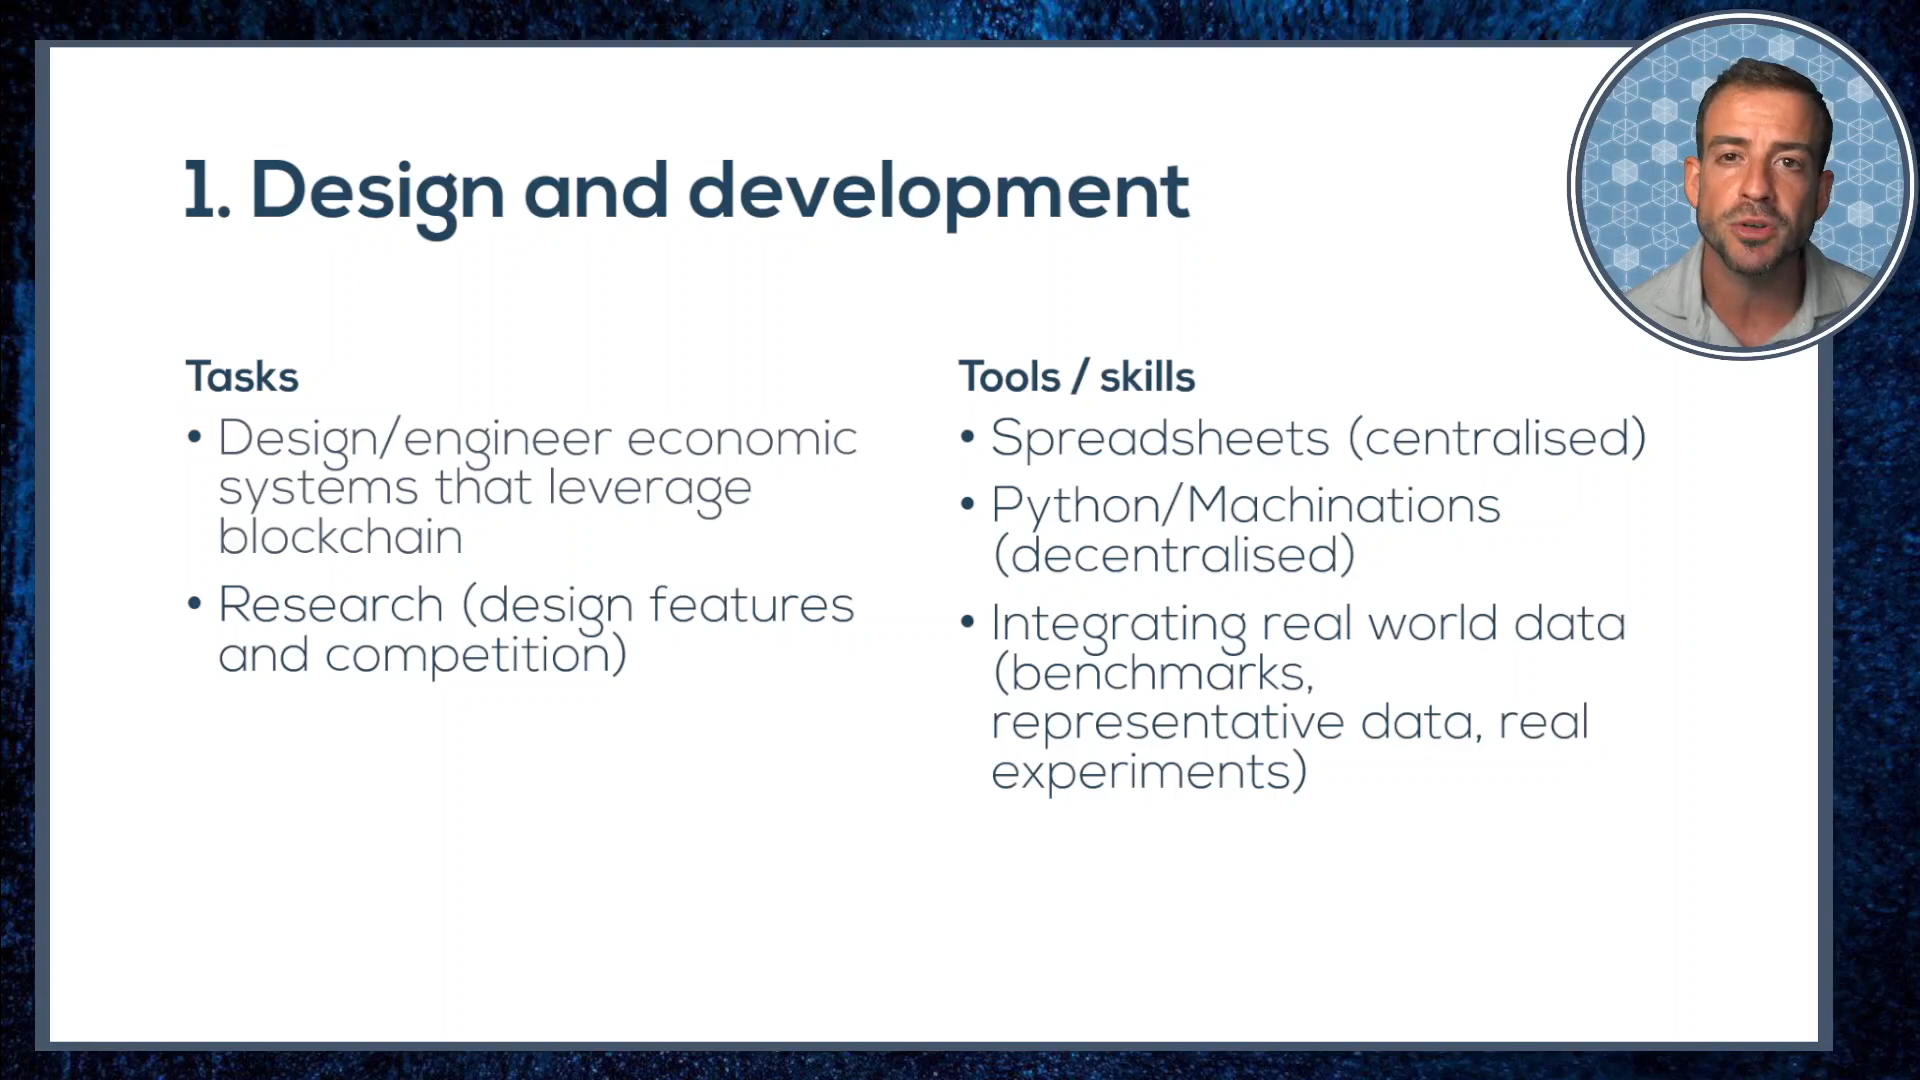 1. Design and development
Tasks
• Design/engineer economic
systems that leverage
blockchain
• Research (design features
and competition)
Tools / skills
• Spreadsheets (centralised)
• Python/Machinations
(decentralised)
• Integrating real world data
(benchmarks,
representative data, real
experiments)